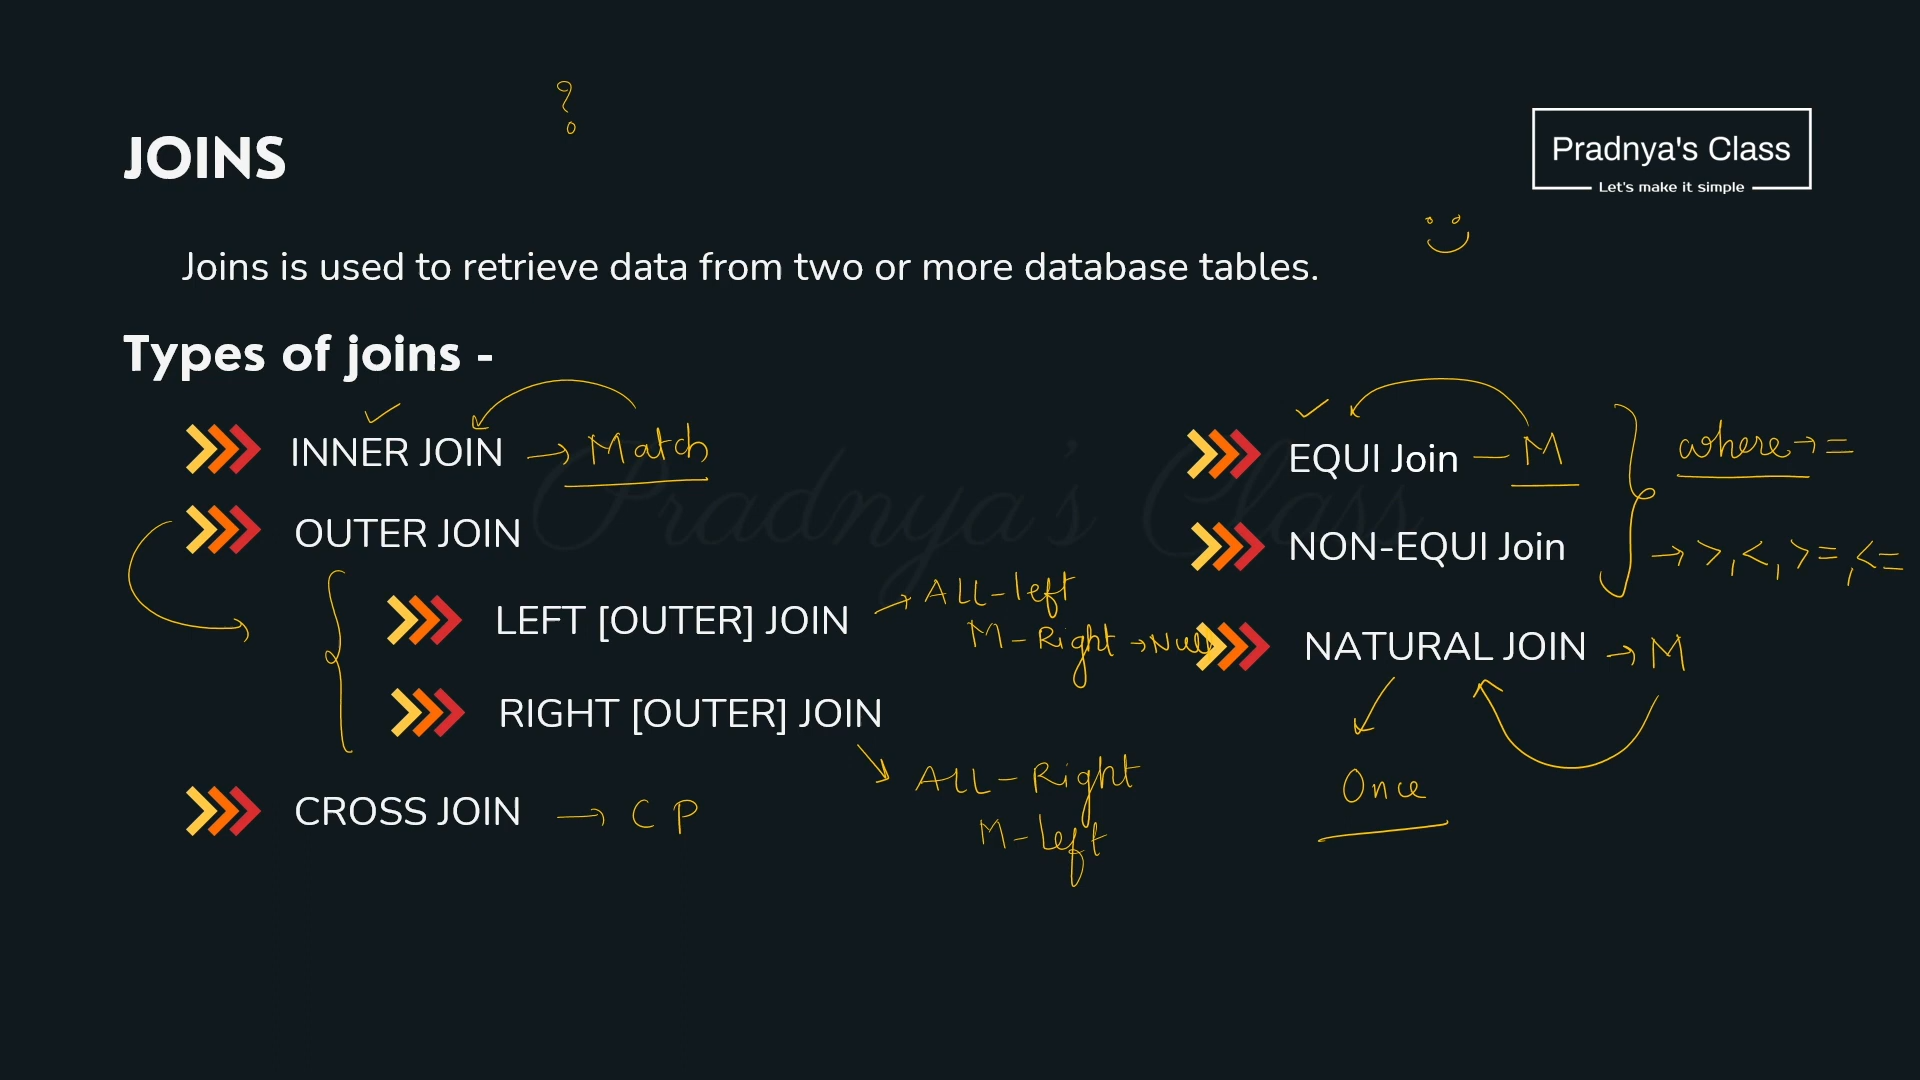 ?
JOINS
Pradnya's Class
Let's make it simple
Joins is used to retrieve data from two or more database tables.
Types of joins -
INNER JOIN → Match
OUTER JOIN
LEFT [OUTER] JOIN → ALL-left
M-Right → Null
RIGHT [OUTER] JOIN → ALL-Right
M-left
CROSS JOIN → C P
EQUI Join — M
where → =
NON-EQUI Join → >, <, >=, <=
NATURAL JOIN → M
Once
Pradnya's Class